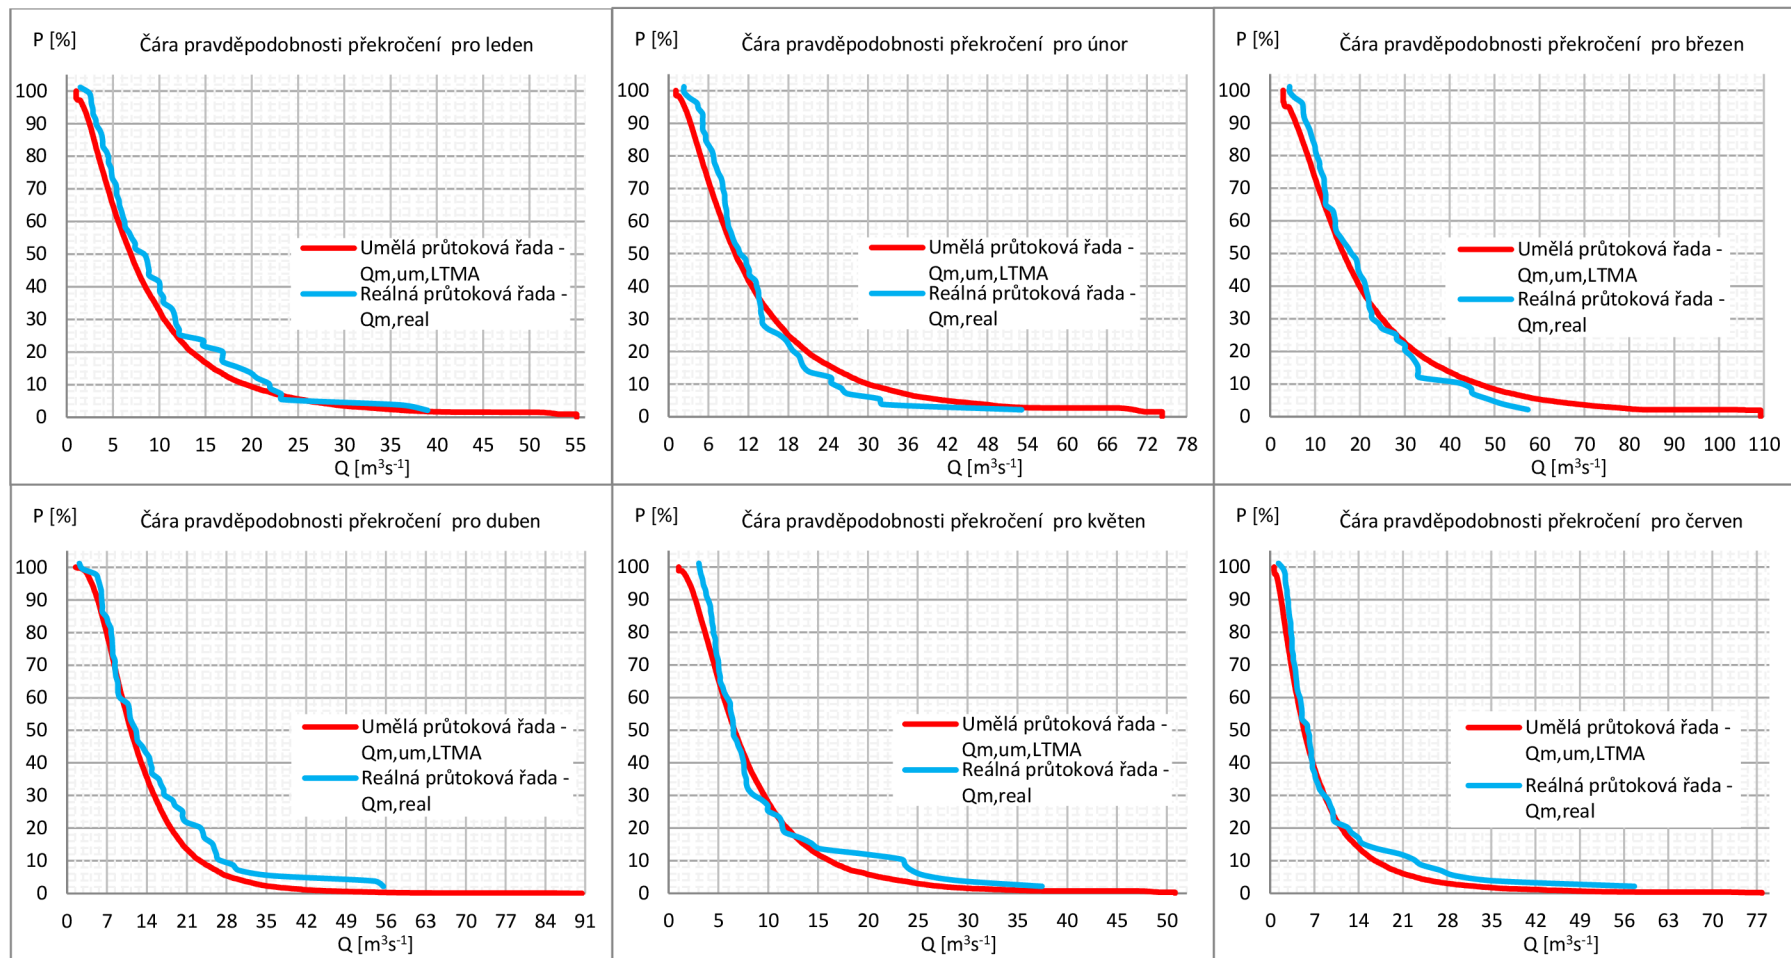 P [%]
Čára pravděpodobnosti překročení pro leden
100
90
80
70
60
50
40
30
20
10
0
Umělá průtoková řada -
Qm,um,LTMA
Reálná průtoková řada -
Qm,real
0 5 10 15 20 25 30 35 40 45 50 55
Q [m³s⁻¹]
P [%]
Čára pravděpodobnosti překročení pro únor
100
90
80
70
60
50
40
30
20
10
0
Umělá průtoková řada -
Qm,um,LTMA
Reálná průtoková řada -
Qm,real
0 6 12 18 24 30 36 42 48 54 60 66 72 78
Q [m³s⁻¹]
P [%]
Čára pravděpodobnosti překročení pro březen
100
90
80
70
60
50
40
30
20
10
0
Umělá průtoková řada -
Qm,um,LTMA
Reálná průtoková řada -
Qm,real
0 10 20 30 40 50 60 70 80 90 100 110
Q [m³s⁻¹]
P [%]
Čára pravděpodobnosti překročení pro duben
100
90
80
70
60
50
40
30
20
10
0
Umělá průtoková řada -
Qm,um,LTMA
Reálná průtoková řada -
Qm,real
0 7 14 21 28 35 42 49 56 63 70 77 84 91
Q [m³s⁻¹]
P [%]
Čára pravděpodobnosti překročení pro květen
100
90
80
70
60
50
40
30
20
10
0
Umělá průtoková řada -
Qm,um,LTMA
Reálná průtoková řada -
Qm,real
0 5 10 15 20 25 30 35 40 45 50
Q [m³s⁻¹]
P [%]
Čára pravděpodobnosti překročení pro červen
100
90
80
70
60
50
40
30
20
10
0
Umělá průtoková řada -
Qm,um,LTMA
Reálná průtoková řada -
Qm,real
0 7 14 21 28 35 42 49 56 63 70 77
Q [m³s⁻¹]